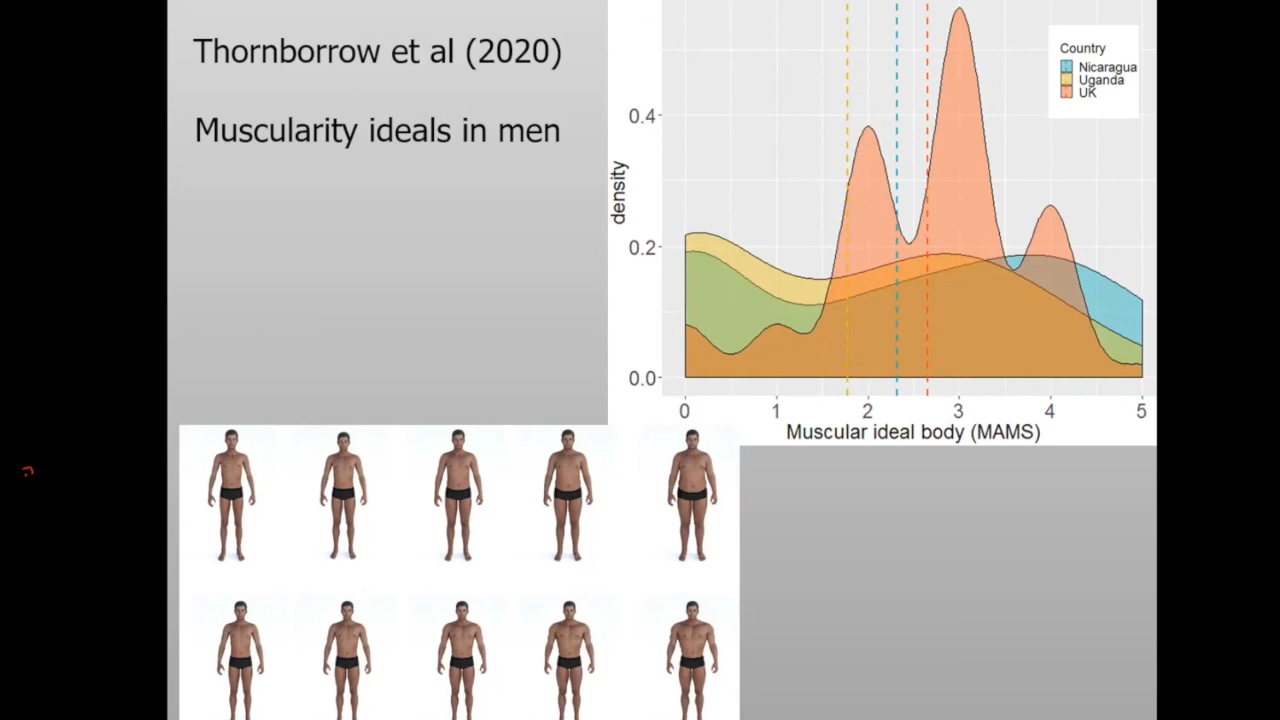 Thornborrow et al (2020)
Muscularity ideals in men
Country
Nicaragua
Uganda
UK
density
0.4
0.2
0.0
0 1 2 3 4 5
Muscular ideal body (MAMS)